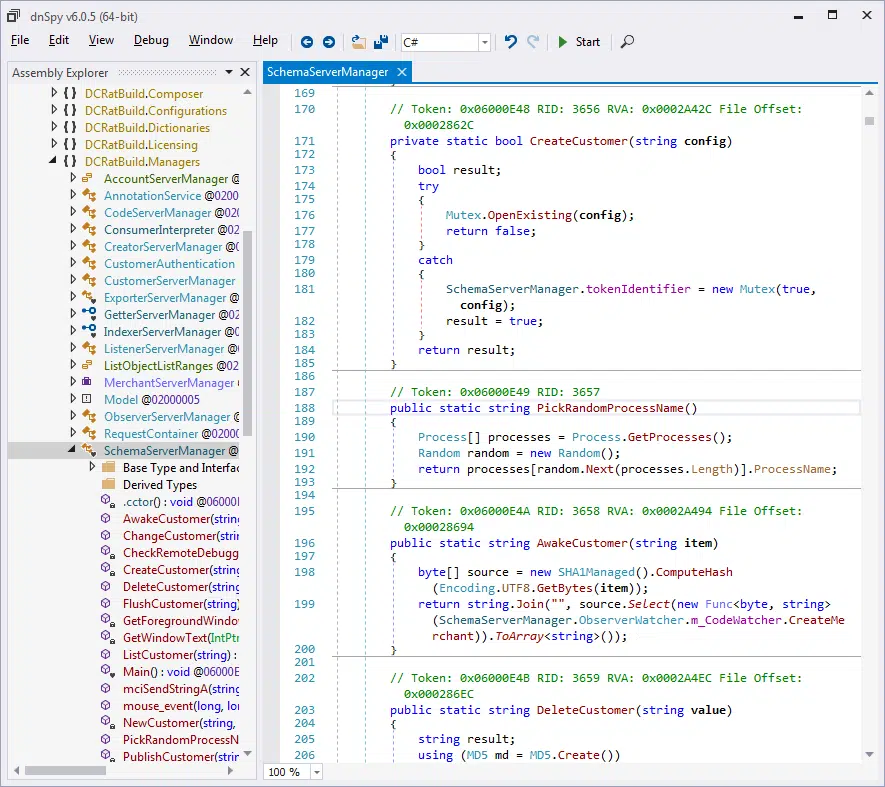 dnSpy v6.0.5 (64-bit)
File Edit View Debug Window Help C# Start
Assembly Explorer
DCRatBuild.Composer
DCRatBuild.Configurations
DCRatBuild.Dictionaries
DCRatBuild.Licensing
DCRatBuild.Managers
AccountServerManager @
AnnotationService @0200
CodeServerManager @020
ConsumerInterpreter @02
CreatorServerManager @0
CustomerAuthentication
CustomerServerManager
ExporterServerManager @
GetterServerManager @02
IndexerServerManager @0
ListenerServerManager @0
ListObjectListRanges @02
MerchantServerManager
Model @02000005
ObserverServerManager @
RequestContainer @02000
SchemaServerManager @
Base Type and Interfac
Derived Types
.cctor() : void @06000
AwakeCustomer(string
ChangeCustomer(strin
CheckRemoteDebugg
CreateCustomer(string
DeleteCustomer(string
FlushCustomer(string)
GetForegroundWindo
GetWindowText(IntPtr
ListCustomer(string) :
Main() : void @06000E
mciSendStringA(string
mouse_event(long, lon
NewCustomer(string,
PickRandomProcessN
PublishCustomer(strin
SchemaServerManager
169
170 // Token: 0x06000E48 RID: 3656 RVA: 0x0002A42C File Offset:
0x0002862C
171 private static bool CreateCustomer(string config)
172 {
173 bool result;
174 try
175 {
176 Mutex.OpenExisting(config);
177 return false;
178 }
179 catch
180 {
181 SchemaServerManager.tokenIdentifier = new Mutex(true,
config);
182 result = true;
183 }
184 return result;
185 }
186
187 // Token: 0x06000E49 RID: 3657
188 public static string PickRandomProcessName()
189 {
190 Process[] processes = Process.GetProcesses();
191 Random random = new Random();
192 return processes[random.Next(processes.Length)].ProcessName;
193 }
194
195 // Token: 0x06000E4A RID: 3658 RVA: 0x0002A494 File Offset:
0x00028694
196 public static string AwakeCustomer(string item)
197 {
198 byte[] source = new SHA1Managed().ComputeHash
(Encoding.UTF8.GetBytes(item));
199 return string.Join("", source.Select(new Func<byte, string>
(SchemaServerManager.ObserverWatcher.m_CodeWatcher.CreateMe
rchant)).ToArray<string>());
200 }
201
202 // Token: 0x06000E4B RID: 3659 RVA: 0x0002A4EC File Offset:
0x000286EC
203 public static string DeleteCustomer(string value)
204 {
205 string result;
206 using (MD5 md = MD5.Create())
100 %